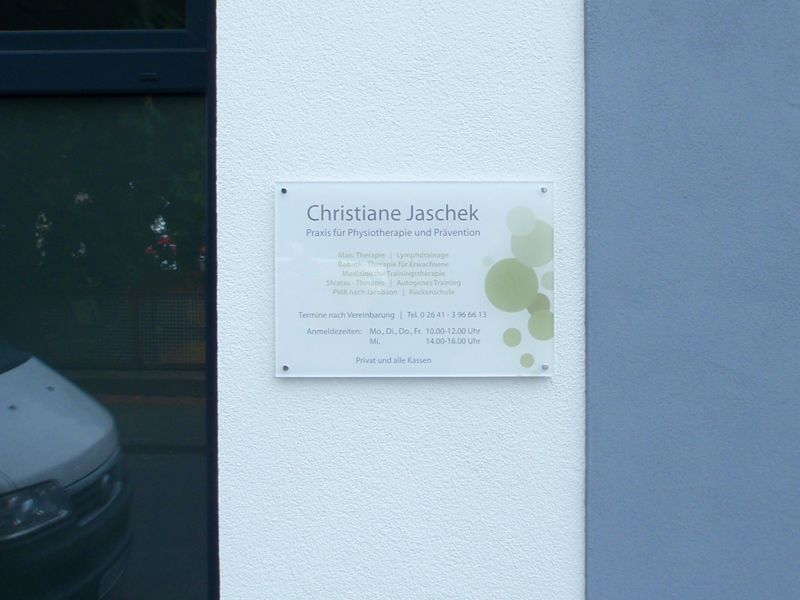 Christiane Jaschek
Praxis für Physiotherapie und Prävention
Man. Therapie | Lymphdrainage
Bobath - Therapie für Erwachsene
Medizinische Trainingstherapie
Shiatsu - Therapie | Autogenes Training
PMR nach Jacobson | Rückenschule
Termine nach Vereinbarung | Tel. 0 26 41 - 3 96 66 13
Anmeldezeiten: Mo., Di., Do., Fr. 10.00-12.00 Uhr
Mi. 14.00-16.00 Uhr
Privat und alle Kassen